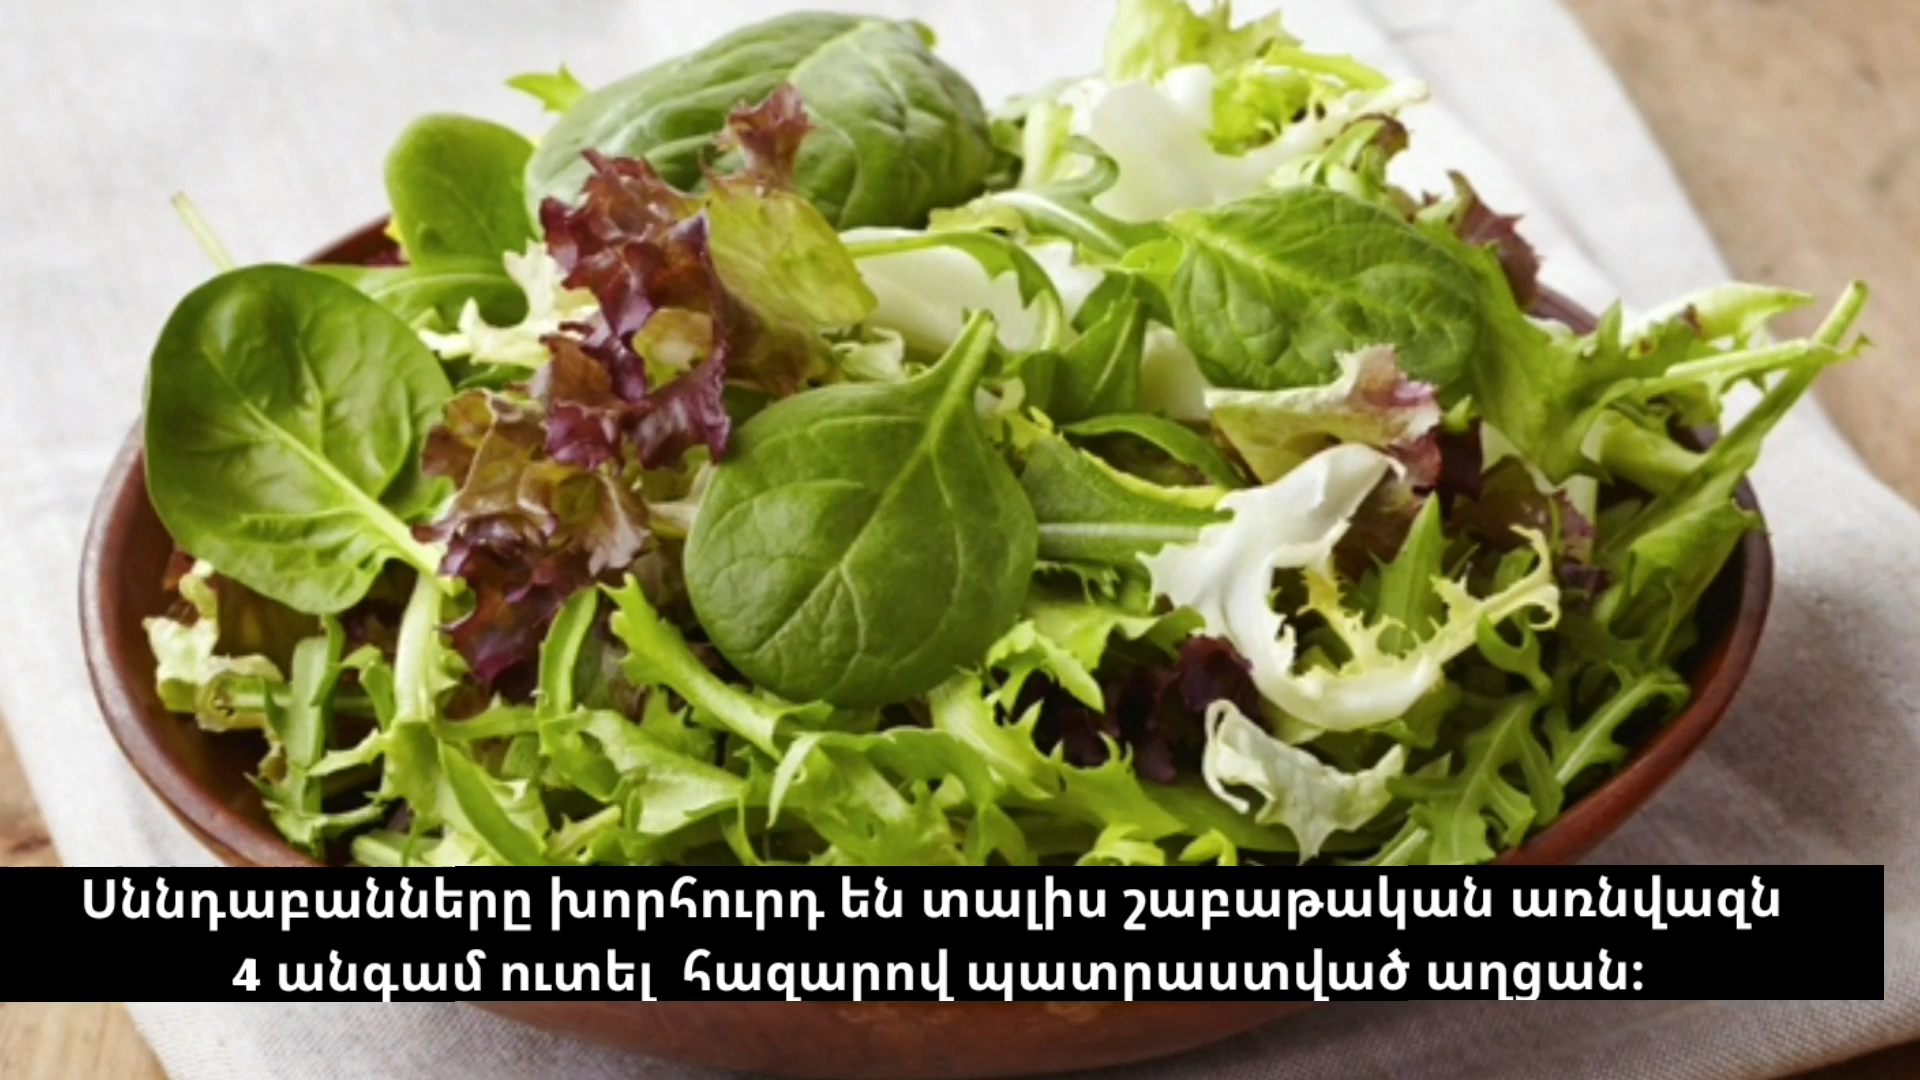 Սննդաբանները խորհուրդ են տալիս շաբաթական առնվազն
4 անգամ ուտել հազարով պատրաստված աղցան: